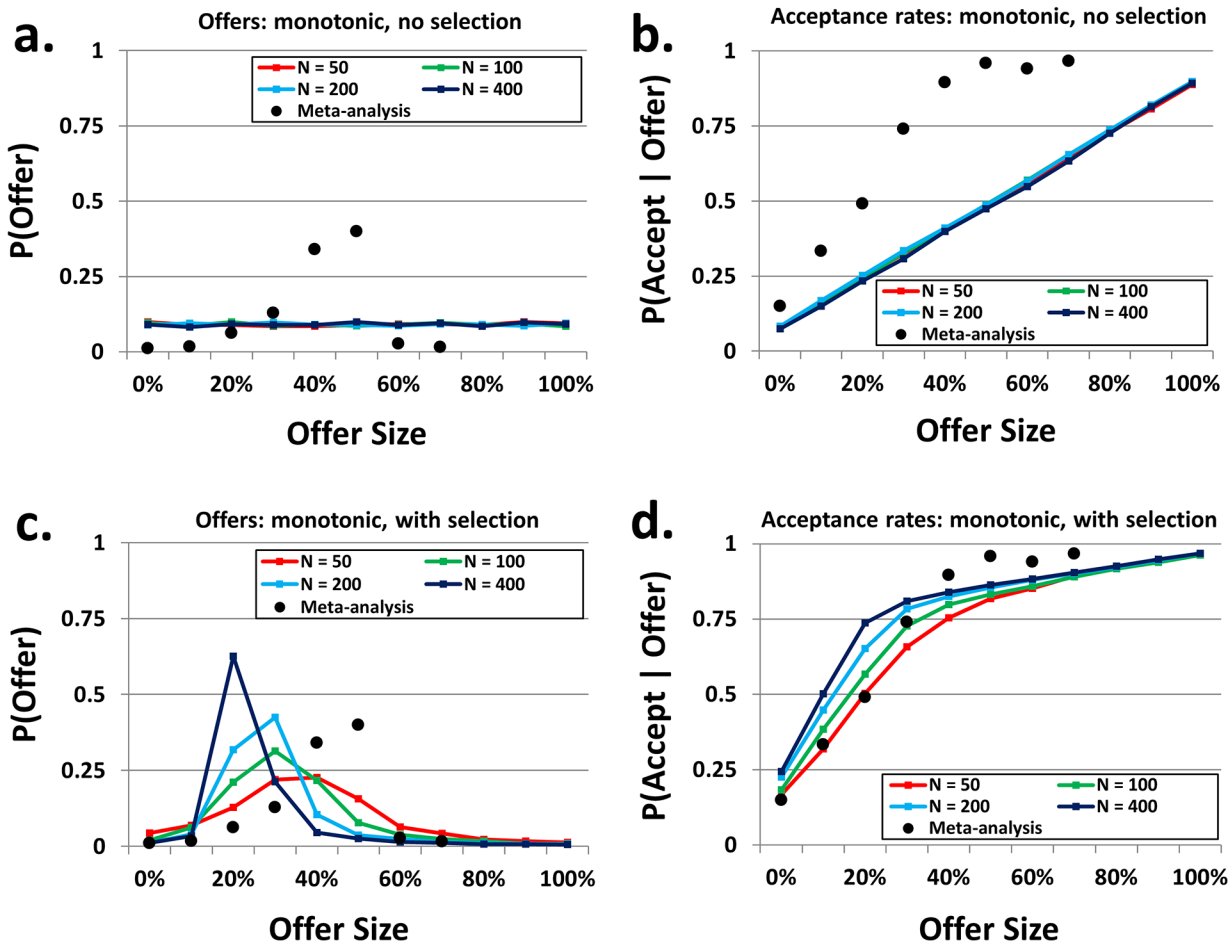 a.
Offers: monotonic, no selection
P(Offer)
1
0.75
0.5
0.25
0
N = 50
N = 100
N = 200
N = 400
Meta-analysis
0% 20% 40% 60% 80% 100%
Offer Size
b.
Acceptance rates: monotonic, no selection
P(Accept | Offer)
1
0.75
0.5
0.25
0
N = 50
N = 100
N = 200
N = 400
Meta-analysis
0% 20% 40% 60% 80% 100%
Offer Size
c.
Offers: monotonic, with selection
P(Offer)
1
0.75
0.5
0.25
0
N = 50
N = 100
N = 200
N = 400
Meta-analysis
0% 20% 40% 60% 80% 100%
Offer Size
d.
Acceptance rates: monotonic, with selection
P(Accept | Offer)
1
0.75
0.5
0.25
0
N = 50
N = 100
N = 200
N = 400
Meta-analysis
0% 20% 40% 60% 80% 100%
Offer Size